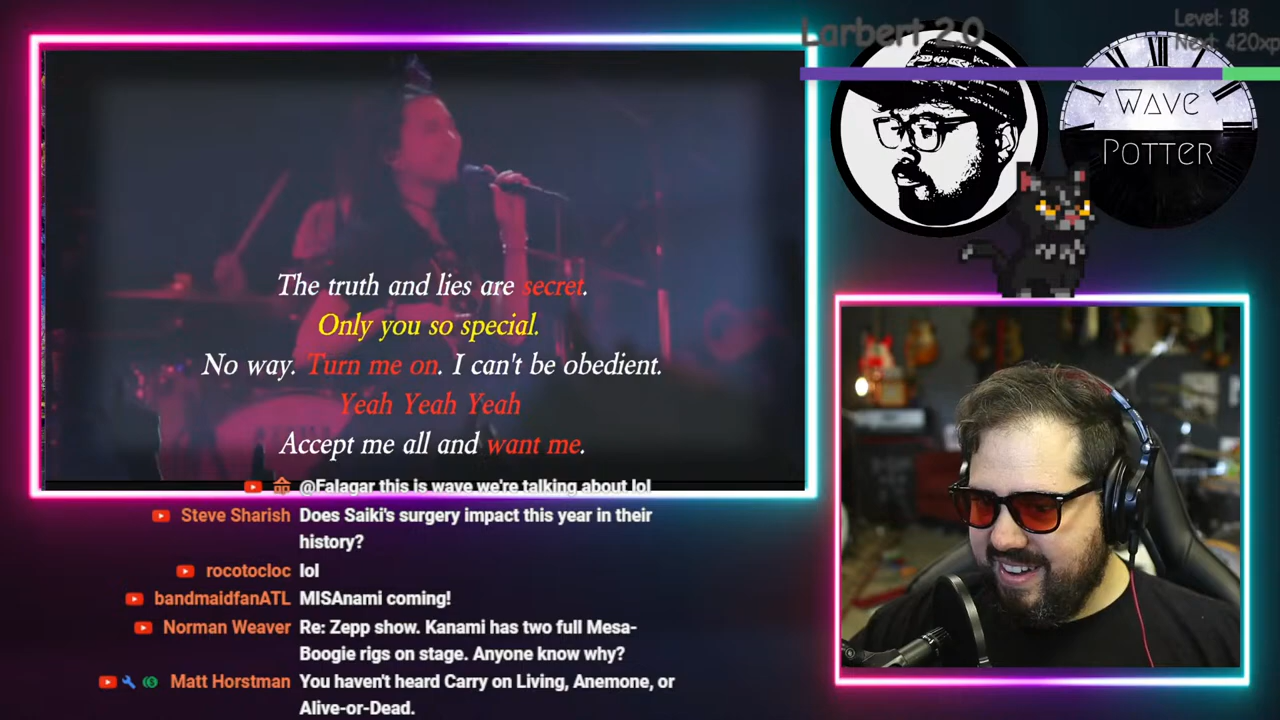 Larbert 2.0
Level: 18
Next: 420xp
WAVE
POTTER
The truth and lies are secret.
Only you so special.
No way. Turn me on. I can't be obedient.
Yeah Yeah Yeah
Accept me all and want me.
@Falagar this is wave we're talking about lol
Steve Sharish Does Saiki's surgery impact this year in their
history?
rocotocloc lol
bandmaidfanATL MISAnami coming!
Norman Weaver Re: Zepp show. Kanami has two full Mesa-
Boogie rigs on stage. Anyone know why?
Matt Horstman You haven't heard Carry on Living, Anemone, or
Alive-or-Dead.